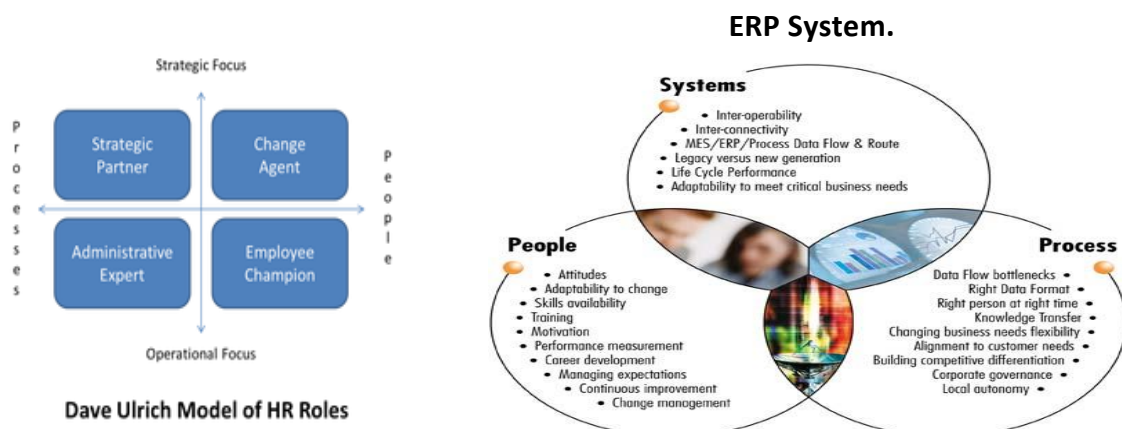 Strategic Focus
Processes
Strategic
Partner
Change
Agent
People
Administrative
Expert
Employee
Champion
Operational Focus
Dave Ulrich Model of HR Roles
ERP System.
Systems
• Inter-operability
• Inter-connectivity
• MES/ERP/Process Data Flow & Route
• Legacy versus new generation
• Life Cycle Performance
• Adaptability to meet critical business needs
People
• Attitudes
• Adaptability to change
• Skills availability
• Training
• Motivation
• Performance measurement
• Career development
• Managing expectations
• Continuous improvement
• Change management
Process
Data Flow bottlenecks •
Right Data Format •
Right person at right time •
Knowledge Transfer •
Changing business needs flexibility •
Alignment to customer needs •
Building competitive differentiation •
Corporate governance •
Local autonomy •